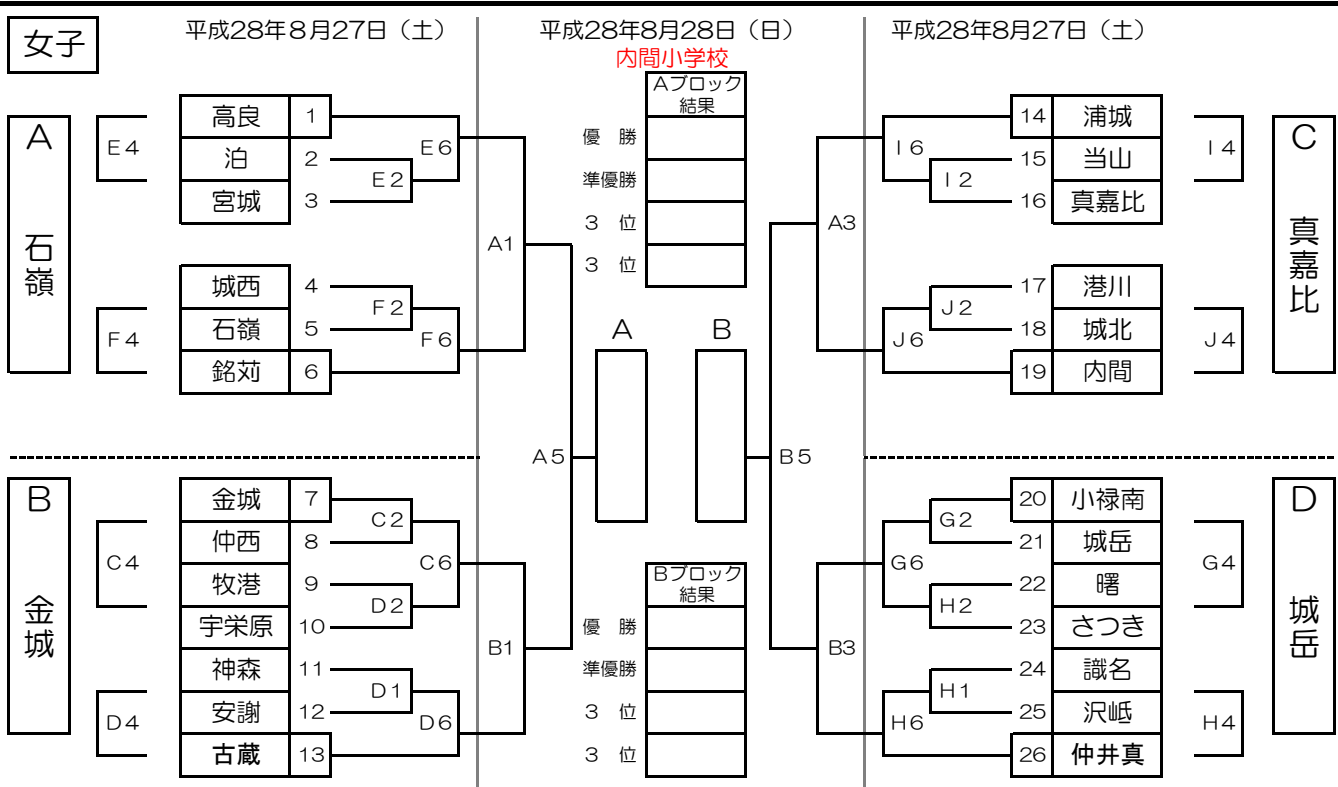 女子
平成28年8月27日（土）
平成28年8月28日（日）
内間小学校
平成28年8月27日（土）
A
石嶺
E4
F4
高良 1
泊 2
宮城 3
E2
E6
城西 4
石嶺 5
銘苅 6
F2
F6
A1
B
金城
C4
D4
金城 7
仲西 8
牧港 9
宇栄原 10
神森 11
安謝 12
古蔵 13
C2
D2
C6
D1
D6
B1
A5
Aブロック
結果
優 勝
準優勝
3 位
3 位
A B
Bブロック
結果
優 勝
準優勝
3 位
3 位
B5
A3
I6
I2
14 浦城
15 当山
16 真嘉比
I4
J2
J6
17 港川
18 城北
19 内間
J4
C
真嘉比
B3
G2
G6
H2
H1
H6
20 小禄南
21 城岳
22 曙
23 さつき
24 識名
25 沢岻
26 仲井真
G4
H4
D
城岳